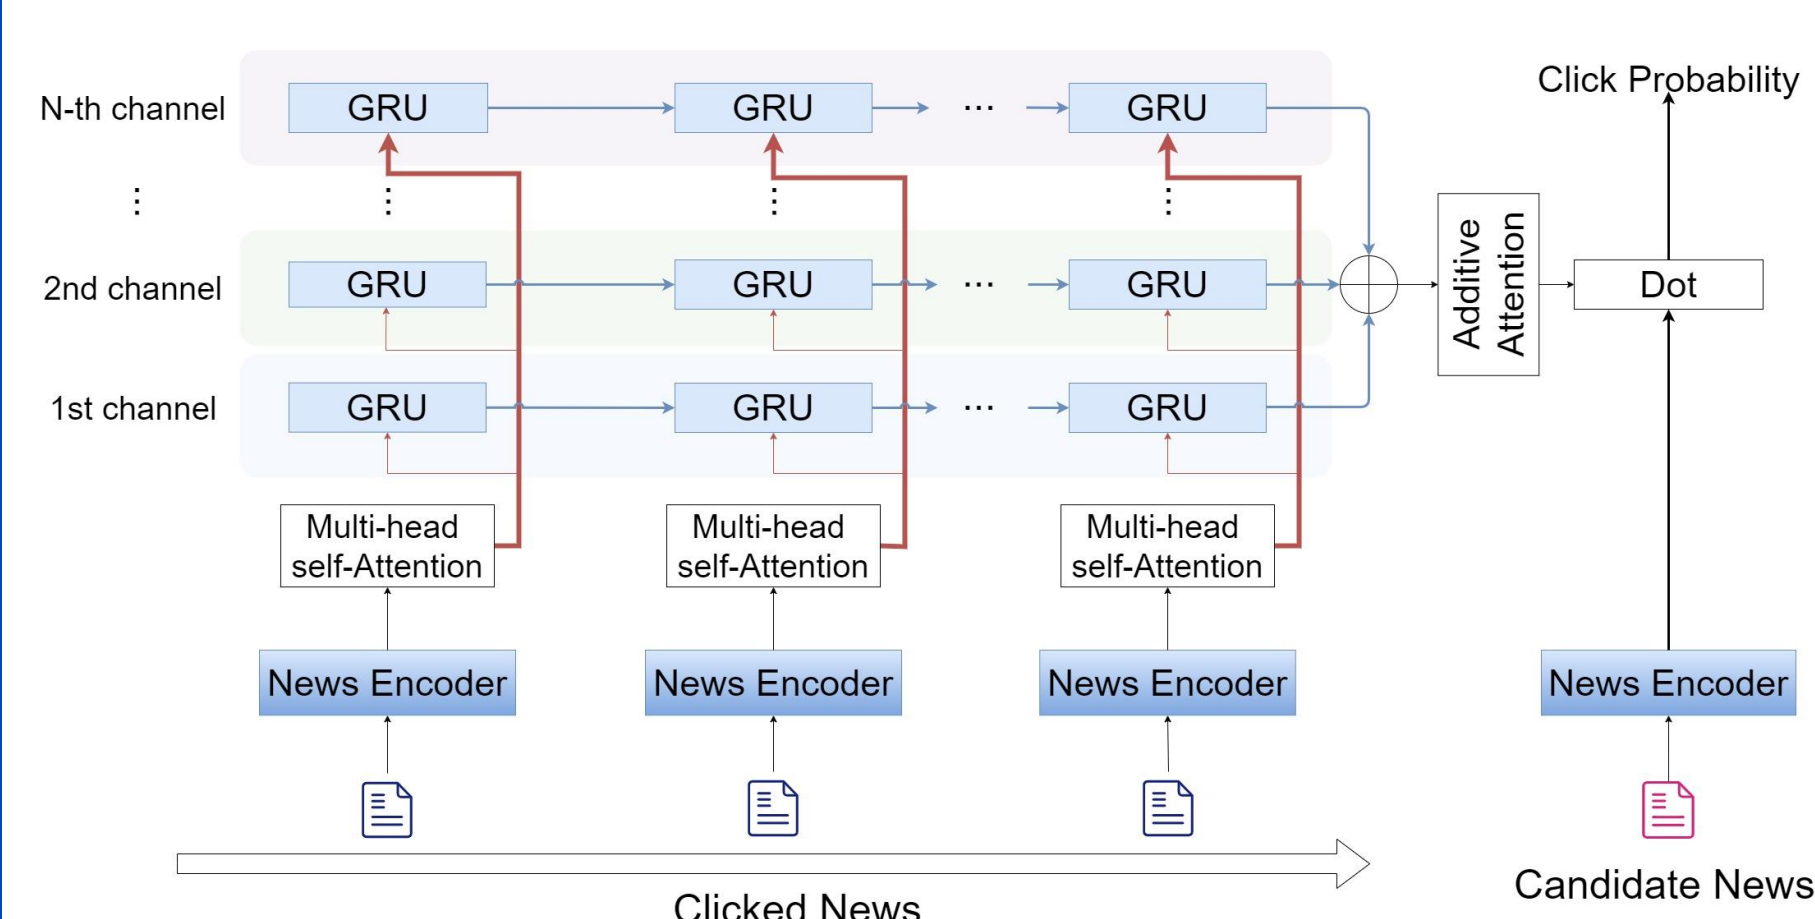 Click Probability
N-th channel
GRU
GRU
...
GRU
⋮
⋮
⋮
⋮
2nd channel
GRU
GRU
...
GRU
Additive
Attention
Dot
1st channel
GRU
GRU
...
GRU
Multi-head
self-Attention
Multi-head
self-Attention
Multi-head
self-Attention
News Encoder
News Encoder
News Encoder
News Encoder
Clicked News
Candidate News